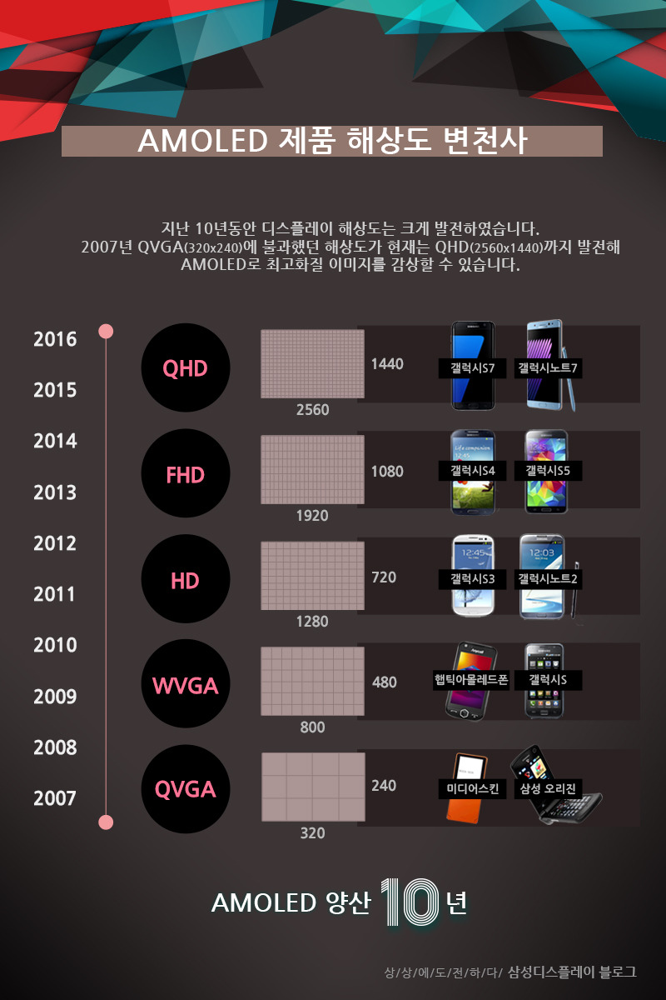 AMOLED 제품 해상도 변천사
지난 10년동안 디스플레이 해상도는 크게 발전하였습니다.
2007년 QVGA(320x240)에 불과했던 해상도가 현재는 QHD(2560x1440)까지 발전해
AMOLED로 최고화질 이미지를 감상할 수 있습니다.
2016
2015
2014
2013
2012
2011
2010
2009
2008
2007
QHD
1440
2560
갤럭시S7
갤럭시노트7
FHD
1080
1920
Life companion
12:45
갤럭시S4
갤럭시S5
HD
720
1280
12:45
갤럭시S3
12:03
갤럭시노트2
WVGA
480
800
햅틱아몰레드폰
갤럭시S
QVGA
240
320
미디어스킨
삼성 오리진
AMOLED 양산 10년
상/상/에/도/전/하/다/ 삼성디스플레이 블로그